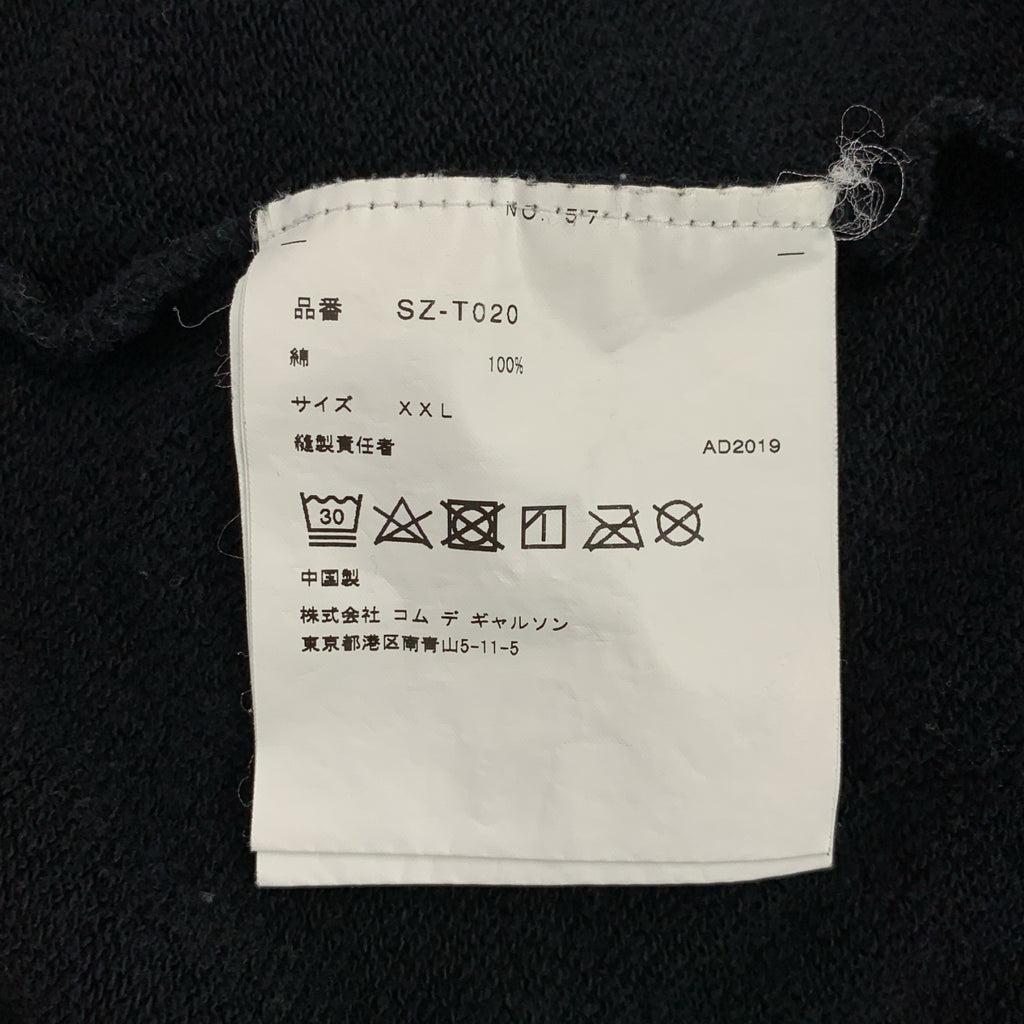 NO. 57
品番 SZ-T020
綿 100%
サイズ XXL
縫製責任者 AD2019
30
中国製
株式会社 コム デ ギャルソン
東京都港区南青山5-11-5